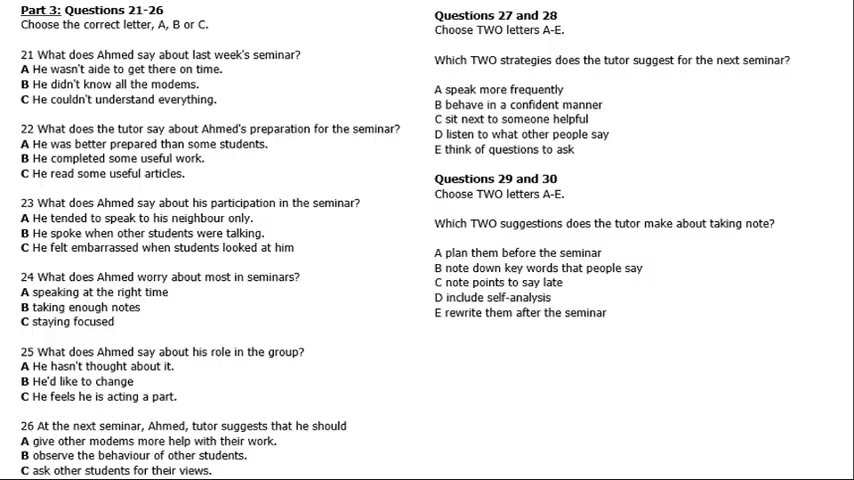 Part 3: Questions 21-26
Choose the correct letter, A, B or C.
21 What does Ahmed say about last week's seminar?
A He wasn't aide to get there on time.
B He didn't know all the modems.
C He couldn't understand everything.
22 What does the tutor say about Ahmed's preparation for the seminar?
A He was better prepared than some students.
B He completed some useful work.
C He read some useful articles.
23 What does Ahmed say about his participation in the seminar?
A He tended to speak to his neighbour only.
B He spoke when other students were talking.
C He felt embarrassed when students looked at him
24 What does Ahmed worry about most in seminars?
A speaking at the right time
B taking enough notes
C staying focused
25 What does Ahmed say about his role in the group?
A He hasn't thought about it.
B He'd like to change
C He feels he is acting a part.
26 At the next seminar, Ahmed, tutor suggests that he should
A give other modems more help with their work.
B observe the behaviour of other students.
C ask other students for their views.
Questions 27 and 28
Choose TWO letters A-E.
Which TWO strategies does the tutor suggest for the next seminar?
A speak more frequently
B behave in a confident manner
C sit next to someone helpful
D listen to what other people say
E think of questions to ask
Questions 29 and 30
Choose TWO letters A-E.
Which TWO suggestions does the tutor make about taking note?
A plan them before the seminar
B note down key words that people say
C note points to say late
D include self-analysis
E rewrite them after the seminar